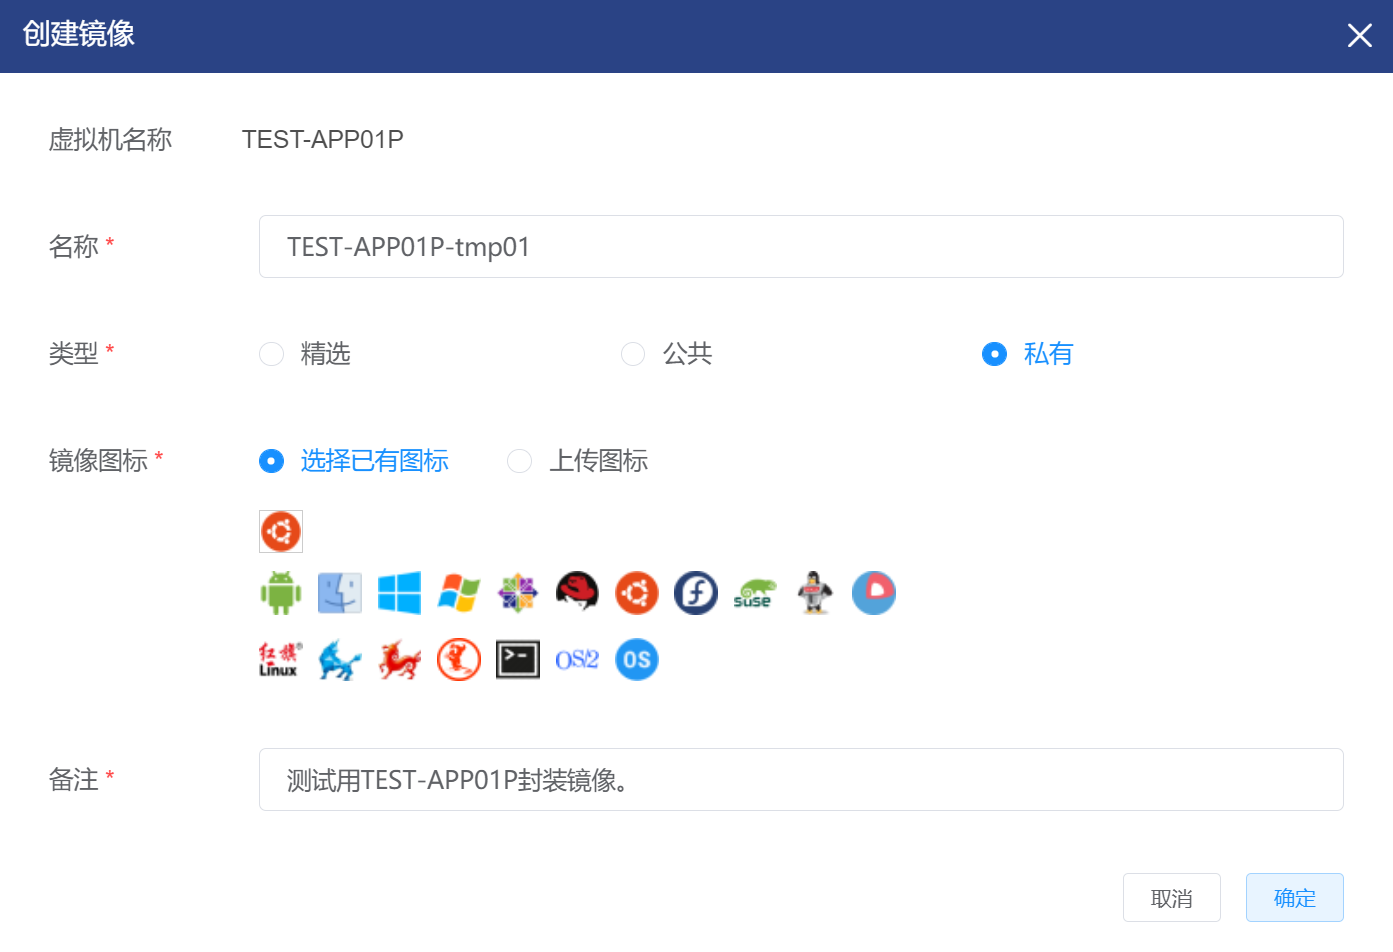 创建镜像
虚拟机名称 TEST-APP01P
名称 * TEST-APP01P-tmp01
类型 * 精选 公共 私有
镜像图标 * 选择已有图标 上传图标
SUSE
红旗® Linux >- OS/2 OS
备注 * 测试用TEST-APP01P封装镜像。
取消 确定